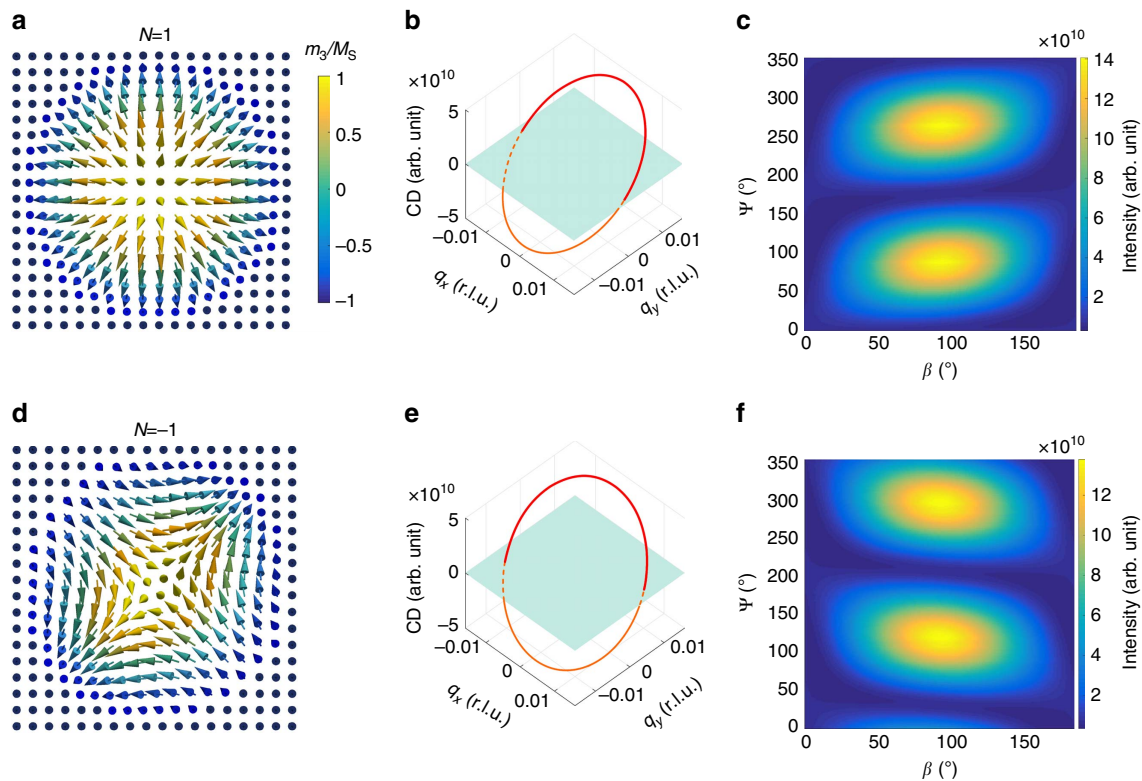 a
N=1
m3/MS
1
0.5
0
−0.5
−1
b
×10^10
5
0
−5
CD (arb. unit)
−0.01
0
0.01
qx (r.l.u.)
0.01
0
−0.01
qy (r.l.u.)
c
×10^10
350
300
250
200
150
100
50
0
Ψ (°)
0 50 100 150
β (°)
14
12
10
8
6
4
2
Intensity (arb. unit)
d
N=−1
e
×10^10
5
0
−5
CD (arb. unit)
−0.01
0
0.01
qx (r.l.u.)
0.01
0
−0.01
qy (r.l.u.)
f
×10^10
350
300
250
200
150
100
50
0
Ψ (°)
0 50 100 150
β (°)
12
10
8
6
4
2
Intensity (arb. unit)